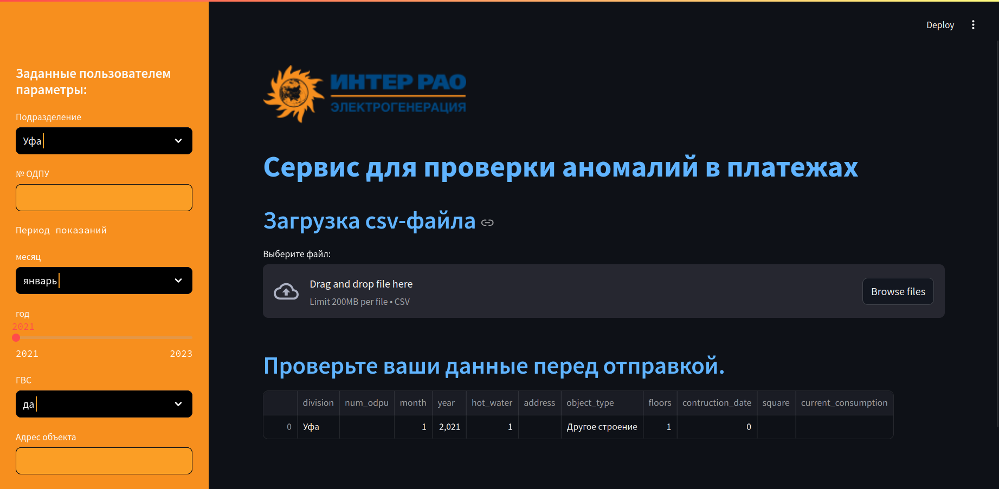 Deploy
Заданные пользователем
параметры:
Подразделение
Уфа
№ ОДПУ
Период показаний
месяц
январь
год
2021
2021 2023
ГВС
да
Адрес объекта
ИНТЕР РАО
ЭЛЕКТРОГЕНЕРАЦИЯ
Сервис для проверки аномалий в платежах
Загрузка csv-файла
Выберите файл:
Drag and drop file here
Limit 200MB per file • CSV
Browse files
Проверьте ваши данные перед отправкой.
division num_odpu month year hot_water address object_type floors contruction_date square current_consumption
0 Уфа 1 2,021 1 Другое строение 1 0